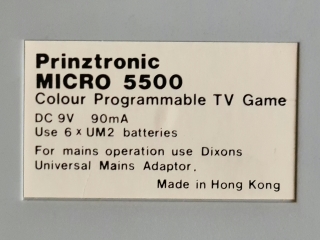 Prinztronic
MICRO 5500
Colour Programmable TV Game
DC 9V 90mA
Use 6 x UM2 batteries
For mains operation use Dixons
Universal Mains Adaptor.
Made in Hong Kong